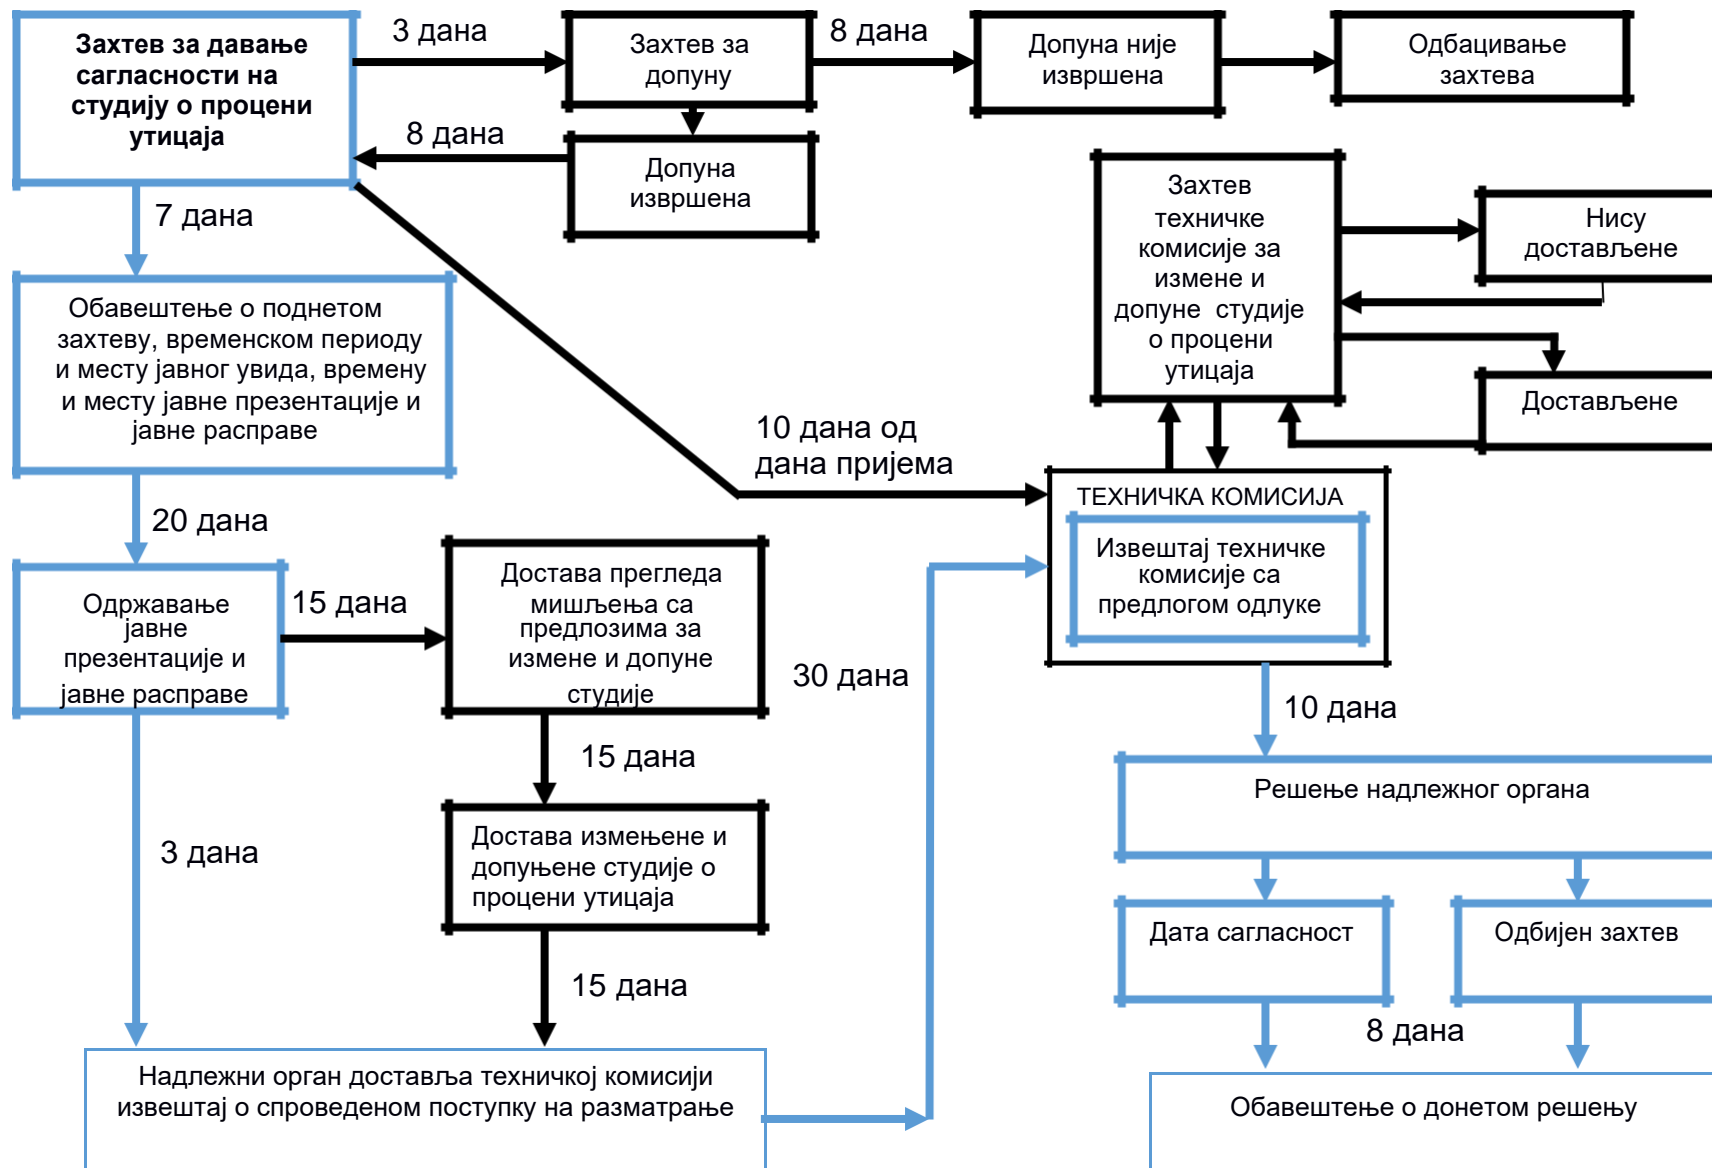 Захтев за давање
сагласности на
студију о процени
утицаја
3 дана
Захтев за
допуну
8 дана
Допуна није
извршена
Одбацивање
захтева
8 дана
Допуна
извршена
7 дана
Захтев
техничке
комисије за
измене и
допуне студије
о процени
утицаја
Нису
достављене
Достављене
Обавештење о поднетом
захтеву, временском периоду
и месту јавног увида, времену
и месту јавне презентације и
јавне расправе
10 дана од
дана пријема
20 дана
ТЕХНИЧКА КОМИСИЈА
Извештај техничке
комисије са
предлогом одлуке
Одржавање
јавне
презентације и
јавне расправе
15 дана
Достава прегледа
мишљења са
предлозима за
измене и допуне
студије
30 дана
10 дана
15 дана
Решење надлежног органа
3 дана
Достава измењене и
допуњене студије о
процени утицаја
Дата сагласност
Одбијен захтев
15 дана
8 дана
Надлежни орган доставља техничкој комисији
извештај о спроведеном поступку на разматрање
Обавештење о донетом решењу